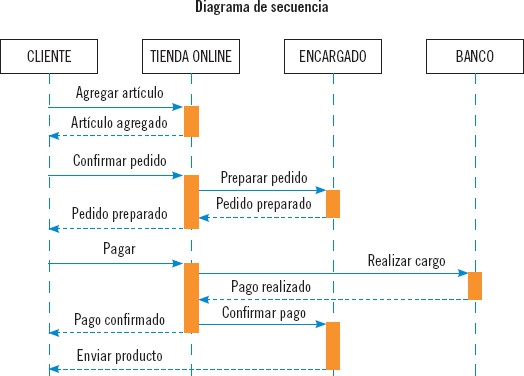 Diagrama de secuencia
CLIENTE
TIENDA ONLINE
ENCARGADO
BANCO
Agregar artículo
Artículo agregado
Confirmar pedido
Preparar pedido
Pedido preparado
Pedido preparado
Pagar
Realizar cargo
Pago realizado
Confirmar pago
Pago confirmado
Enviar producto